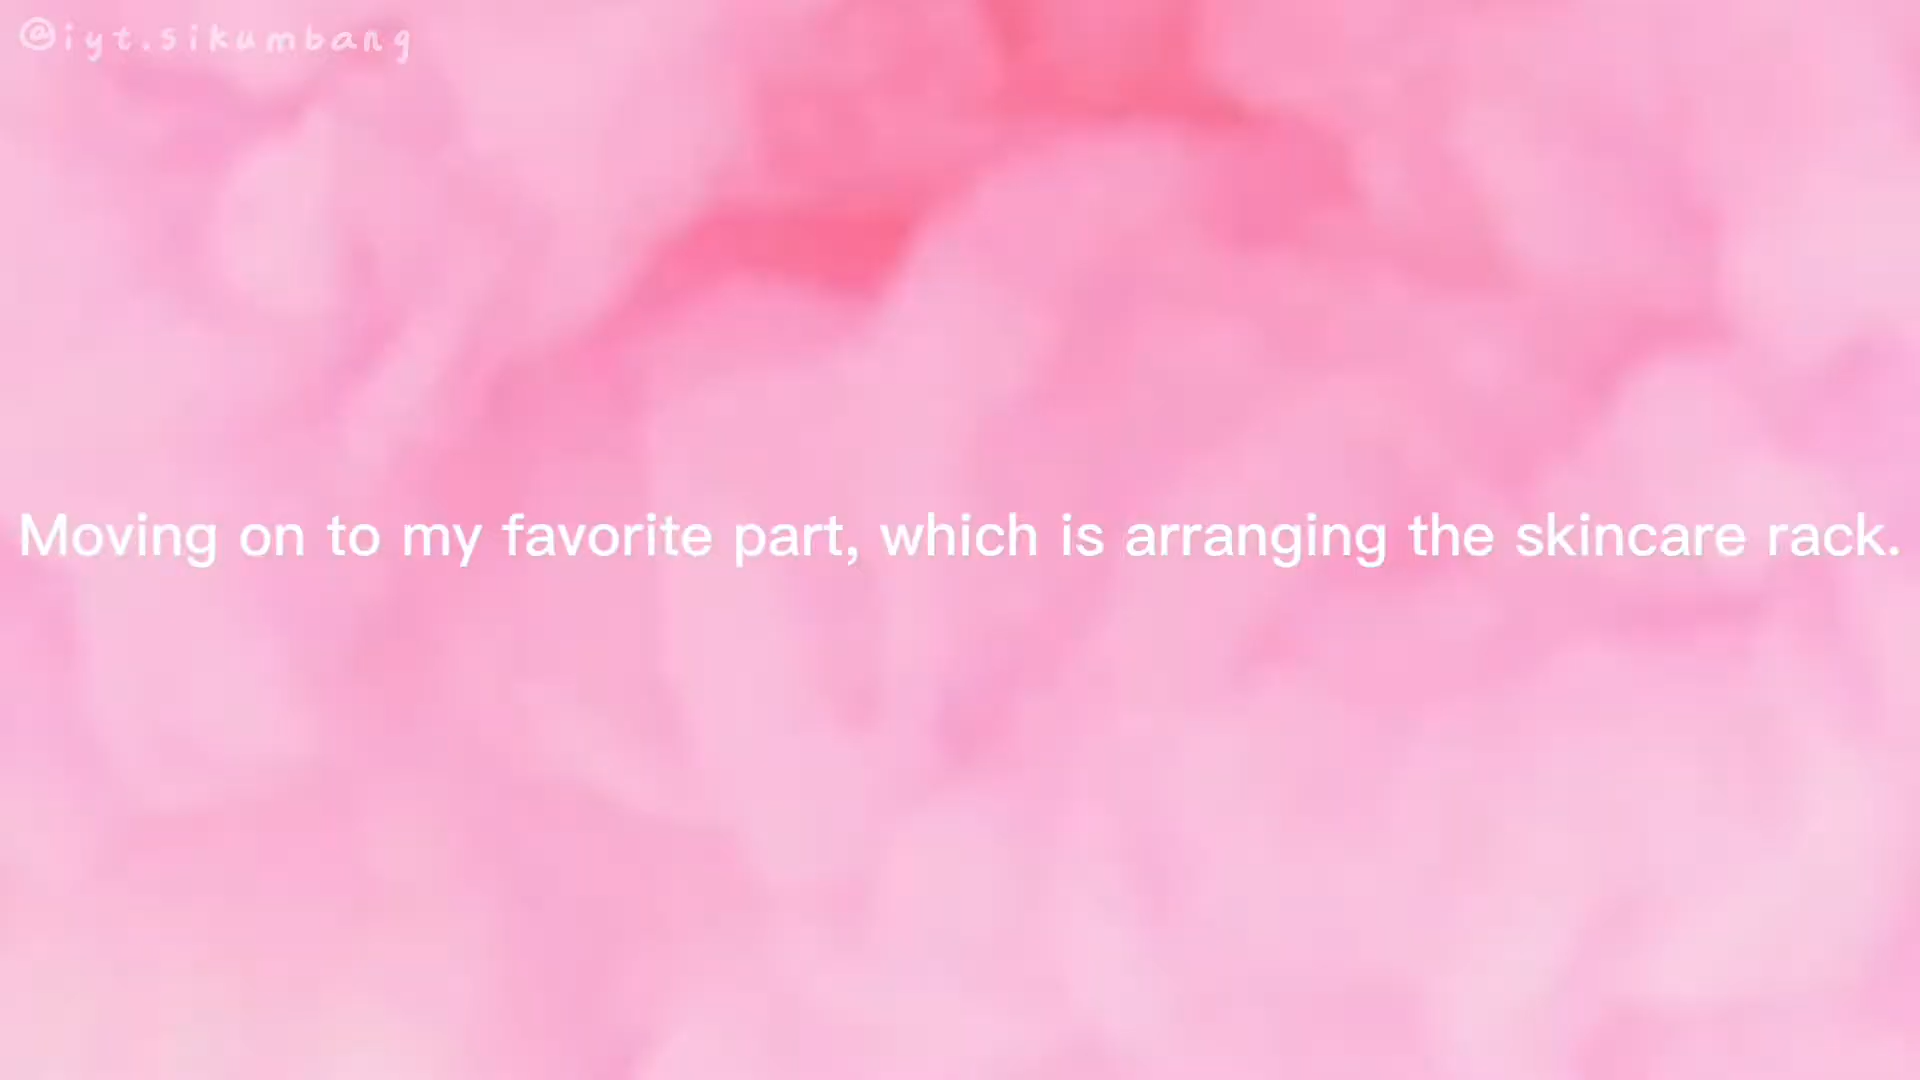 @iyt.sikumbang
Moving on to my favorite part, which is arranging the skincare rack.